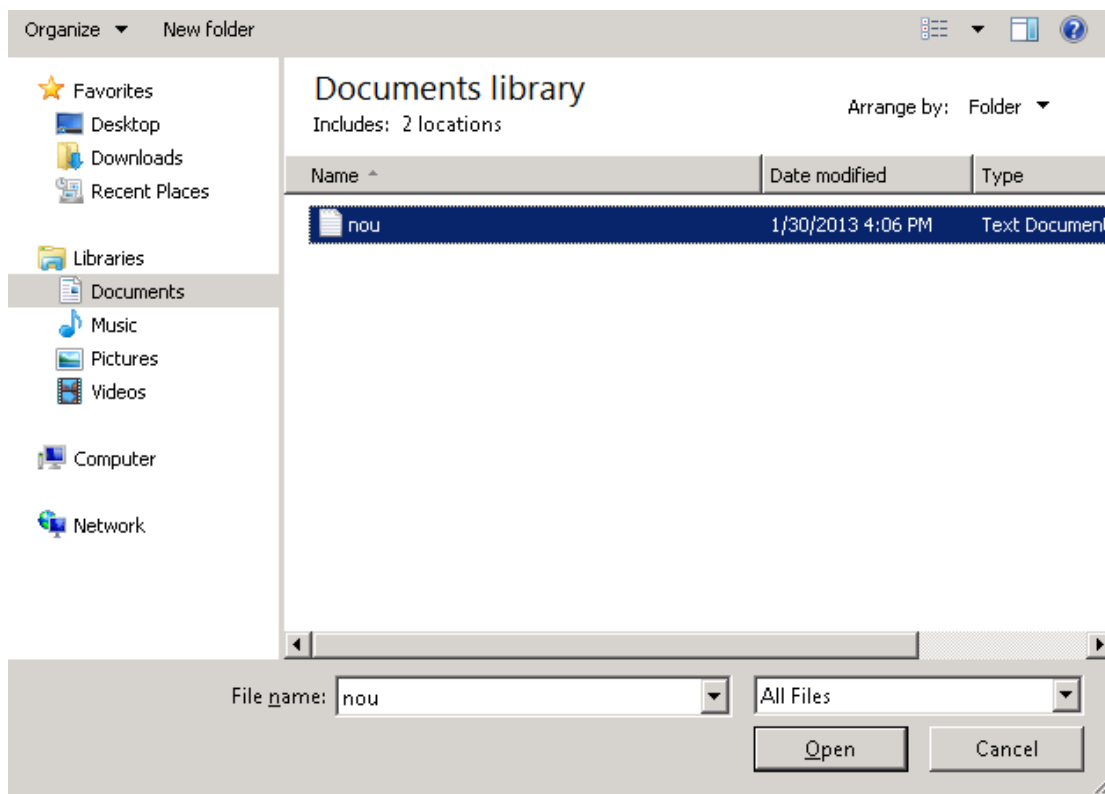 Organize New folder
Favorites
Desktop
Downloads
Recent Places
Libraries
Documents
Music
Pictures
Videos
Computer
Network
Documents library
Includes: 2 locations
Arrange by: Folder
Name Date modified Type
nou 1/30/2013 4:06 PM Text Documen
File name: nou All Files
Open Cancel